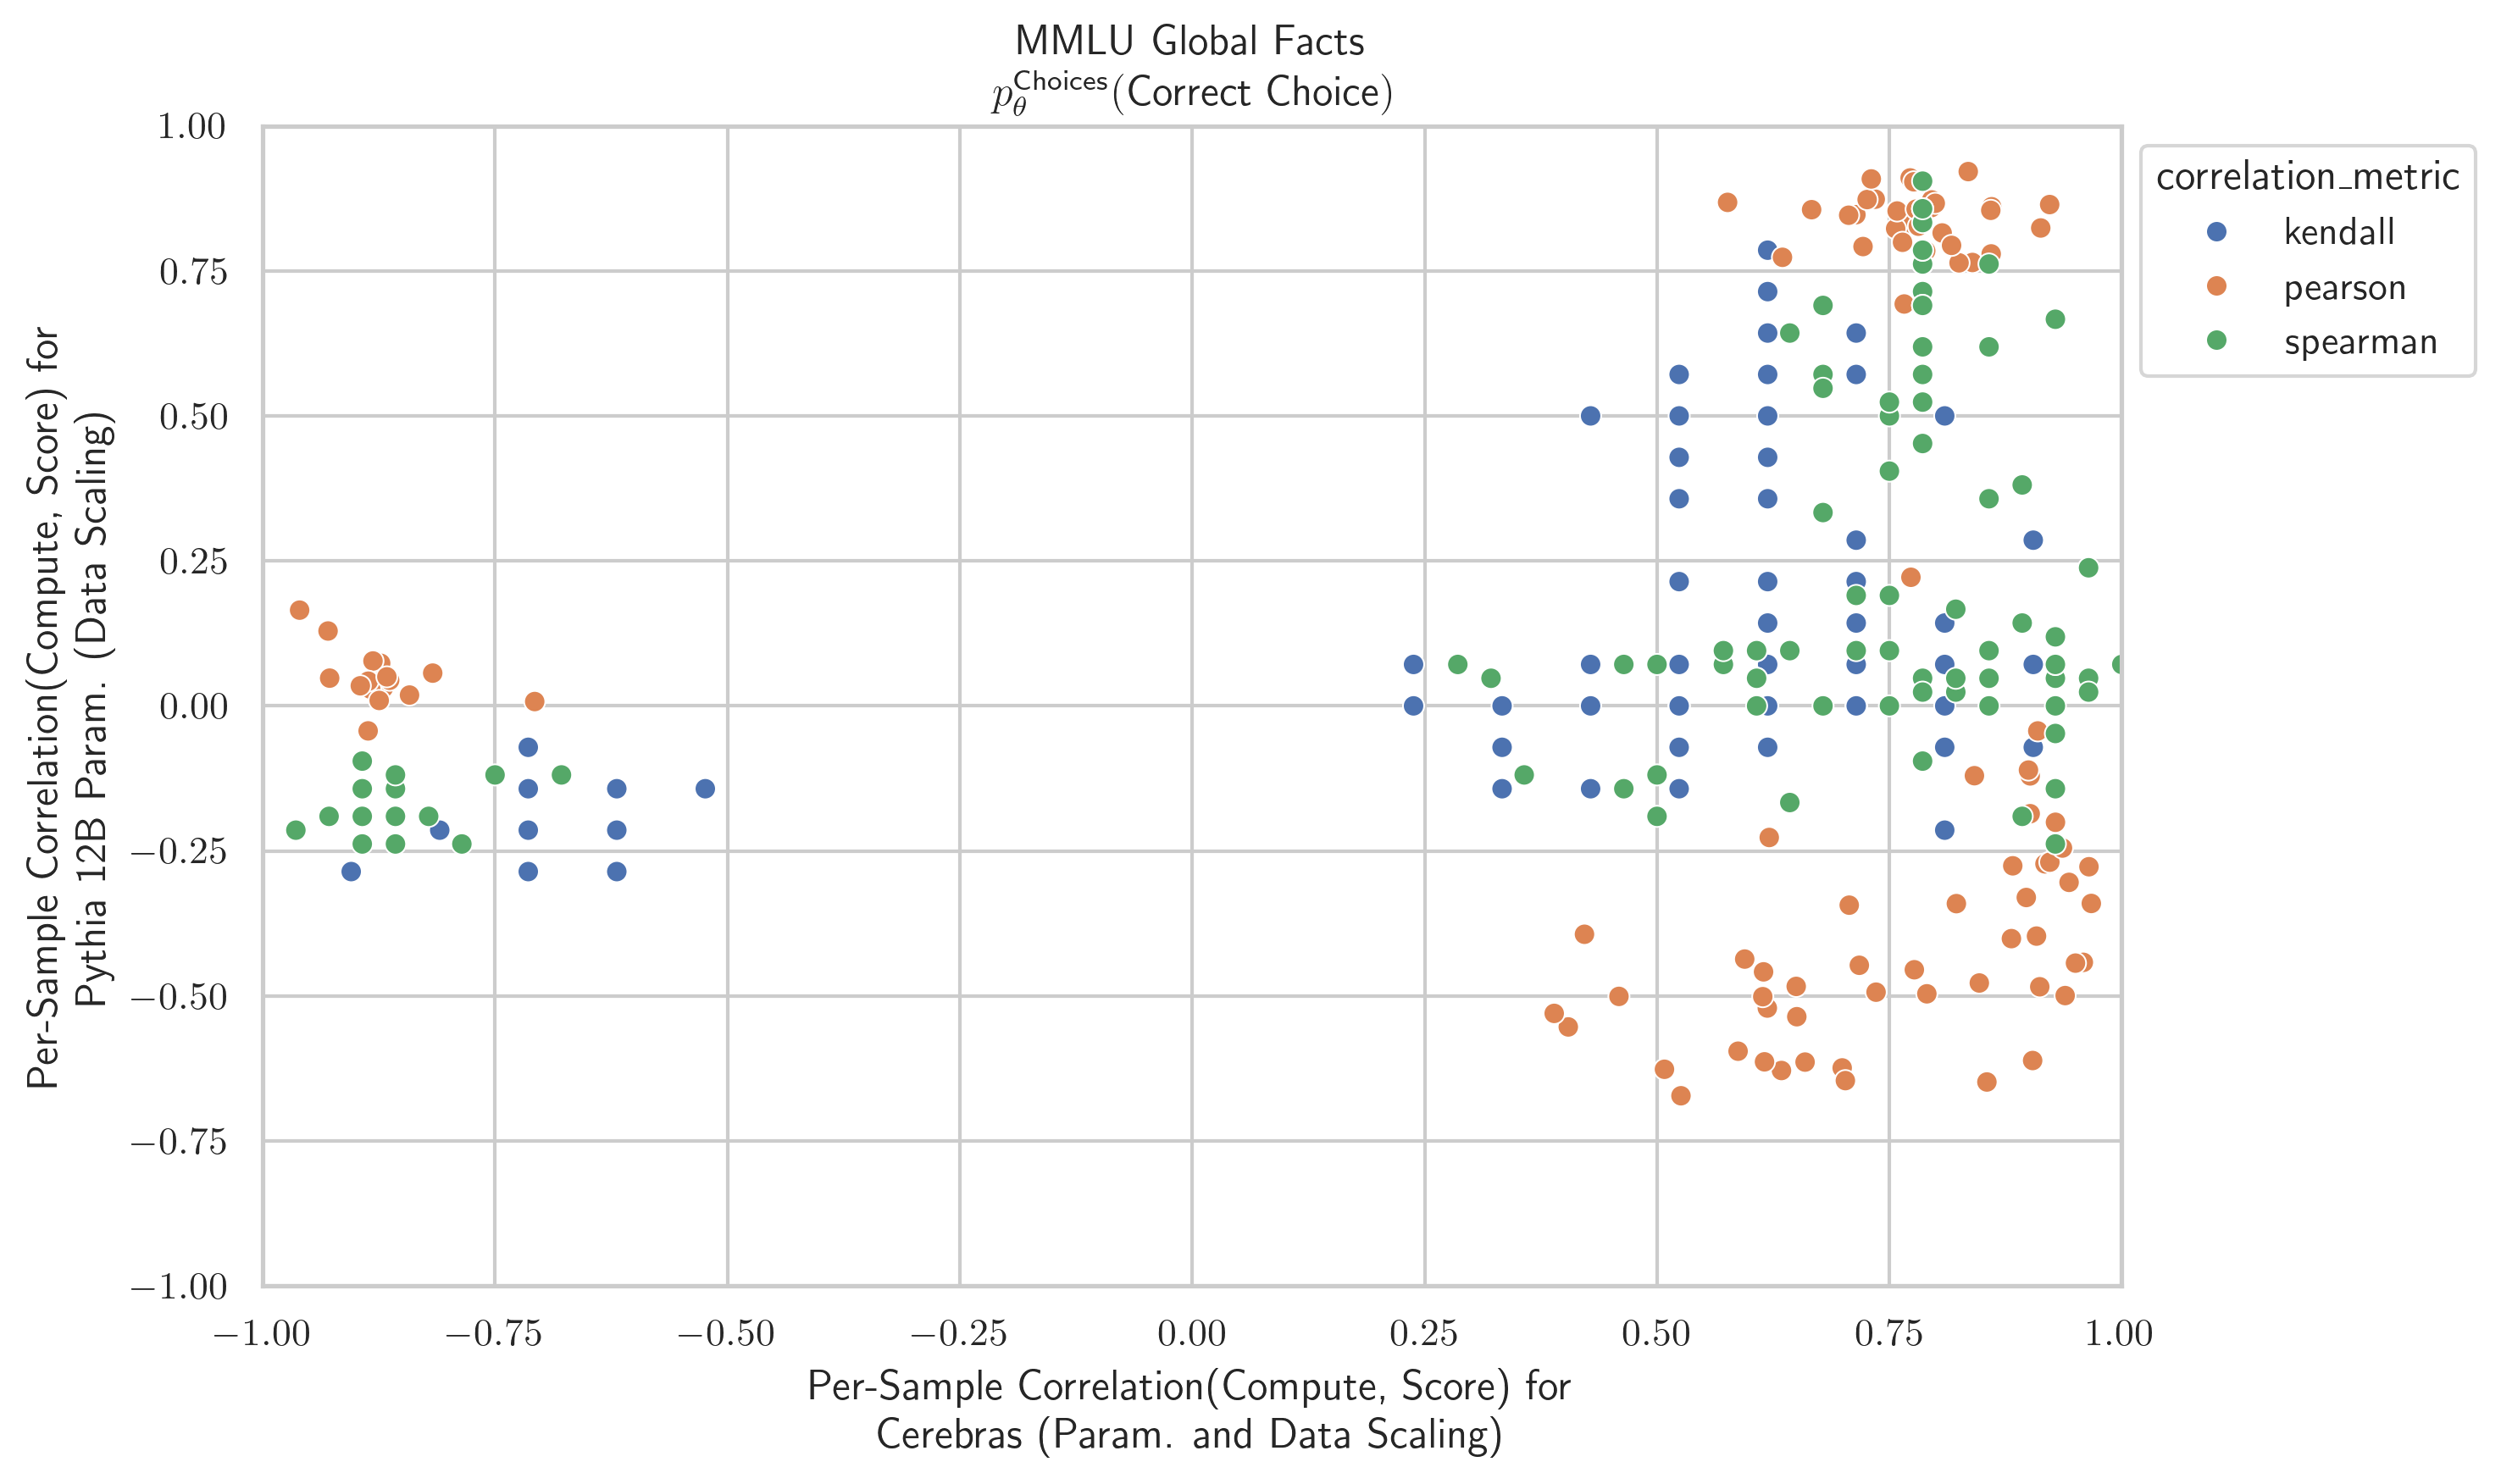 MMLU Global Facts
p_θ^Choices(Correct Choice)
1.00
0.75
0.50
0.25
0.00
−0.25
−0.50
−0.75
−1.00
Per-Sample Correlation(Compute, Score) for
Pythia 12B Param. (Data Scaling)
correlation_metric
kendall
pearson
spearman
−1.00 −0.75 −0.50 −0.25 0.00 0.25 0.50 0.75 1.00
Per-Sample Correlation(Compute, Score) for
Cerebras (Param. and Data Scaling)